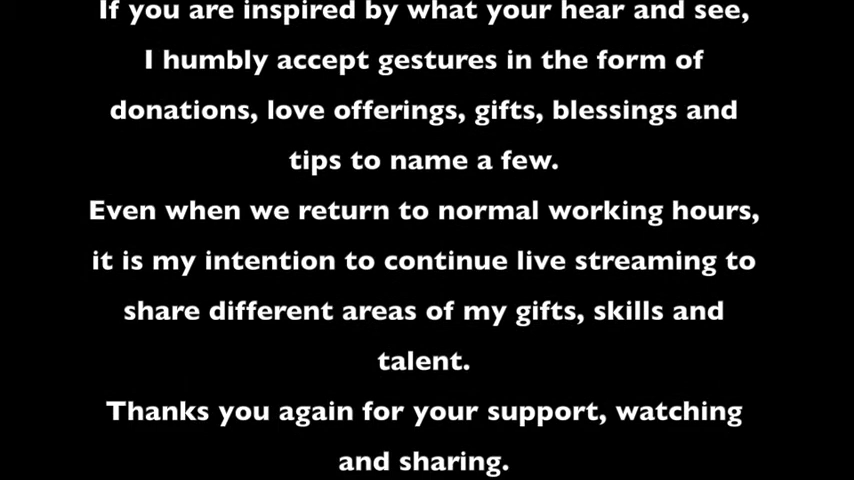 If you are inspired by what your hear and see,
I humbly accept gestures in the form of
donations, love offerings, gifts, blessings and
tips to name a few.
Even when we return to normal working hours,
it is my intention to continue live streaming to
share different areas of my gifts, skills and
talent.
Thanks you again for your support, watching
and sharing.